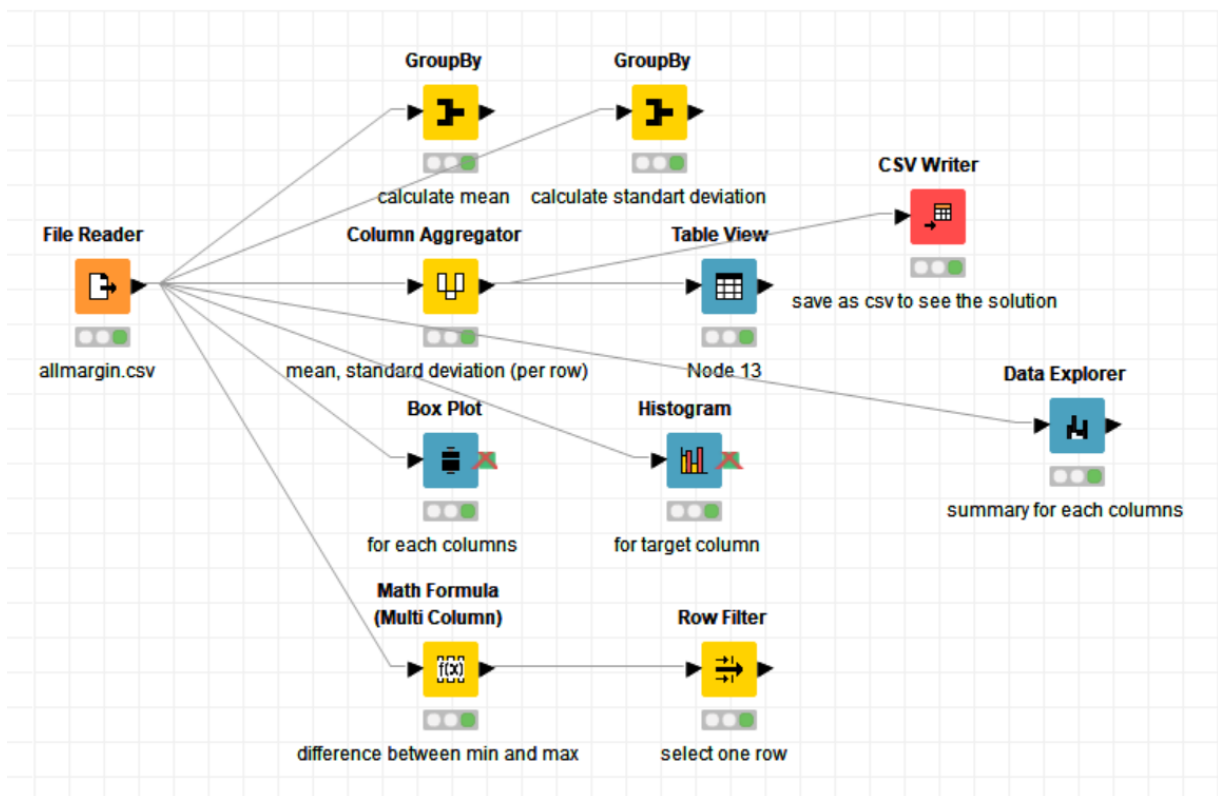 GroupBy
GroupBy
calculate mean
calculate standart deviation
CSV Writer
File Reader
Column Aggregator
Table View
save as csv to see the solution
allmargin.csv
mean, standard deviation (per row)
Node 13
Data Explorer
Box Plot
Histogram
summary for each columns
for each columns
for target column
Math Formula
(Multi Column)
Row Filter
f(x)
difference between min and max
select one row